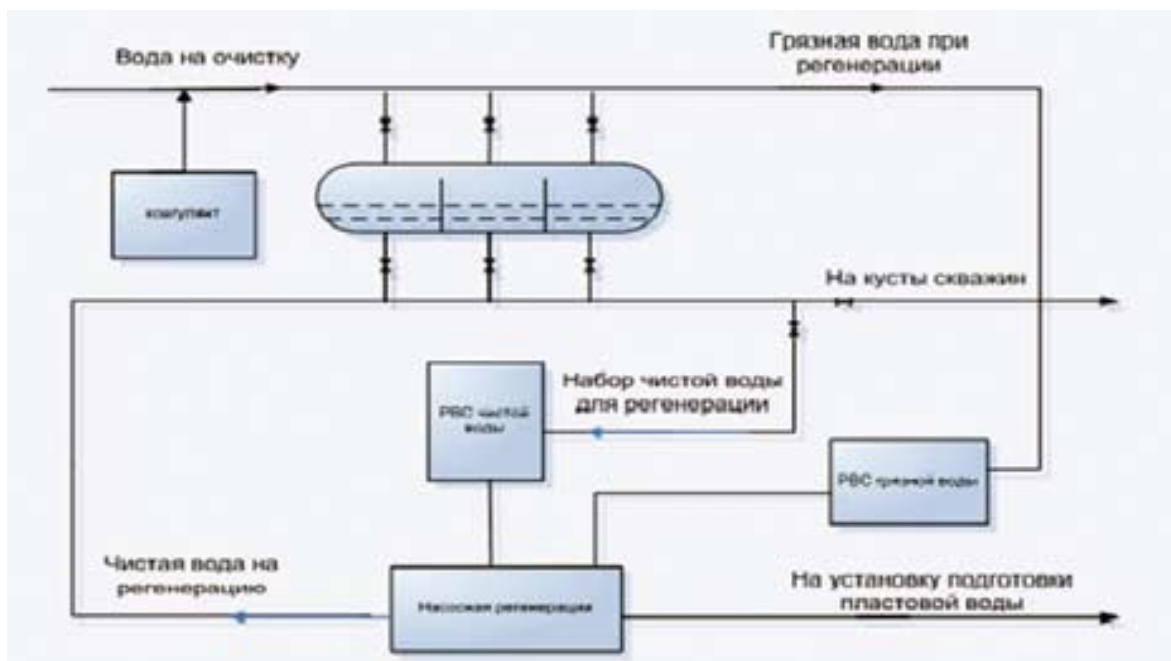 Вода на очистку
Грязная вода при
регенерации
коагулянт
На кусты скважин
Набор чистой воды
для регенерации
РВС чистой
воды
РВС грязной воды
Чистая вода на
регенерацию
Насосная регенерации
На установку подготовки
пластовой воды